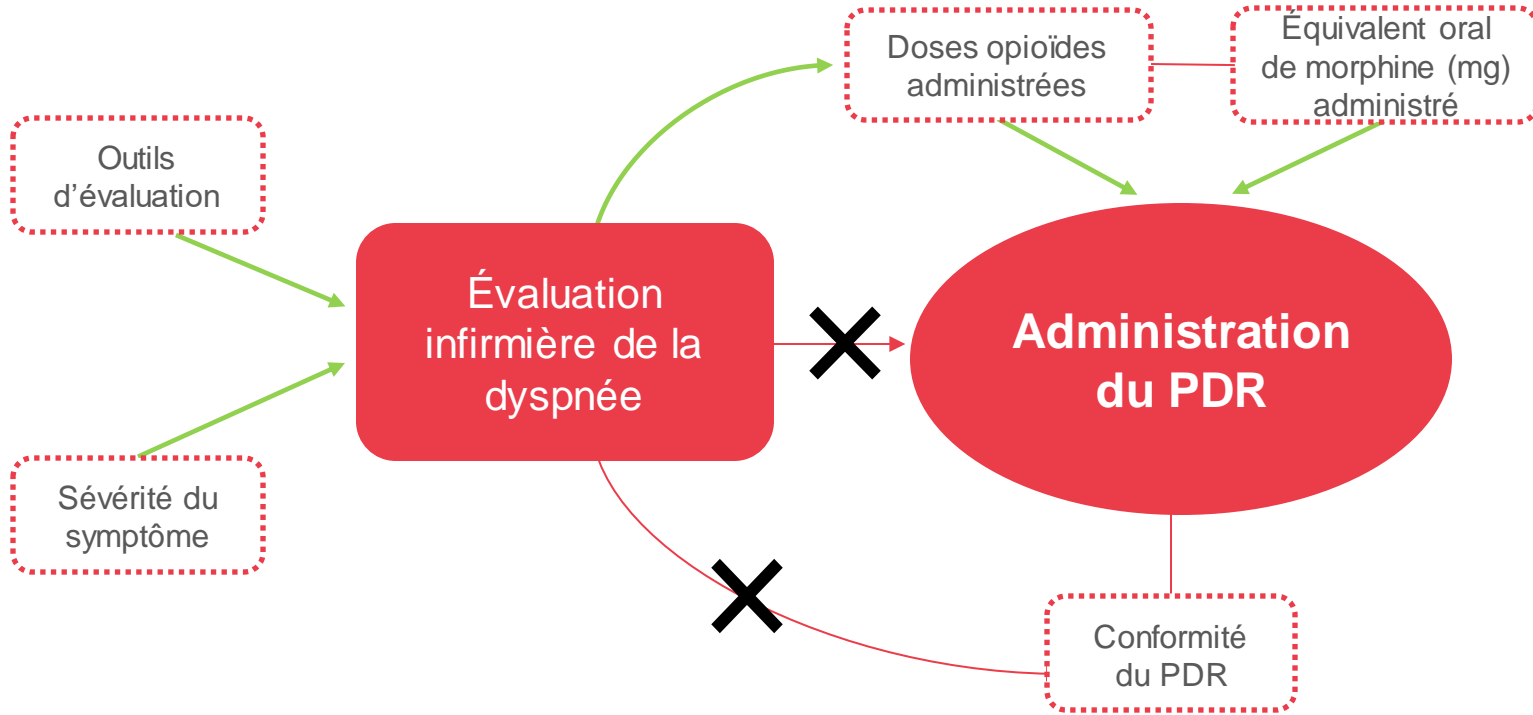 Doses opioïdes
administrées
Équivalent oral
de morphine (mg)
administré
Outils
d’évaluation
Évaluation
infirmière de la
dyspnée
Administration
du PDR
Sévérité du
symptôme
Conformité
du PDR